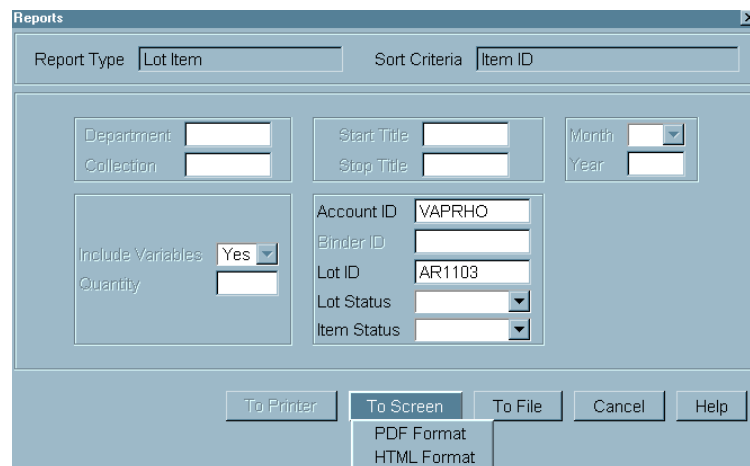 Reports
Report Type Lot Item Sort Criteria Item ID
Department Start Title Month
Collection Stop Title Year
Account ID VAPRHO
Include Variables Yes Binder ID
Quantity Lot ID AR1103
Lot Status
Item Status
To Printer To Screen To File Cancel Help
PDF Format
HTML Format